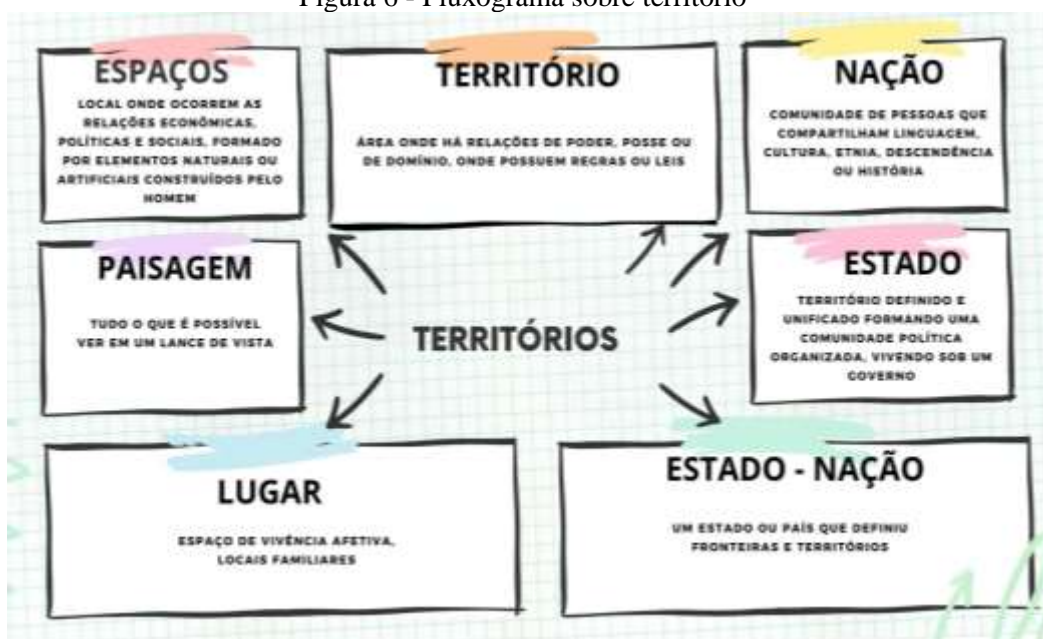 Figura 6 - Fluxograma sobre território
ESPAÇOS
LOCAL ONDE OCORREM AS
RELAÇÕES ECONÔMICAS,
POLÍTICAS E SOCIAIS, FORMADO
POR ELEMENTOS NATURAIS OU
ARTIFICIAIS CONSTRUÍDOS PELO
HOMEM
TERRITÓRIO
ÁREA ONDE HÁ RELAÇÕES DE PODER, POSSE OU
DE DOMÍNIO, ONDE POSSUEM REGRAS OU LEIS
NAÇÃO
COMUNIDADE DE PESSOAS QUE
COMPARTILHAM LINGUAGEM,
CULTURA, ETNIA, DESCENDÊNCIA
OU HISTÓRIA
PAISAGEM
TUDO O QUE É POSSÍVEL
VER EM UM LANCE DE VISTA
TERRITÓRIOS
ESTADO
TERRITÓRIO DEFINIDO E
UNIFICADO FORMANDO UMA
COMUNIDADE POLÍTICA
ORGANIZADA, VIVENDO SOB UM
GOVERNO
LUGAR
ESPAÇO DE VIVÊNCIA AFETIVA,
LOCAIS FAMILIARES
ESTADO - NAÇÃO
UM ESTADO OU PAÍS QUE DEFINIU
FRONTEIRAS E TERRITÓRIOS